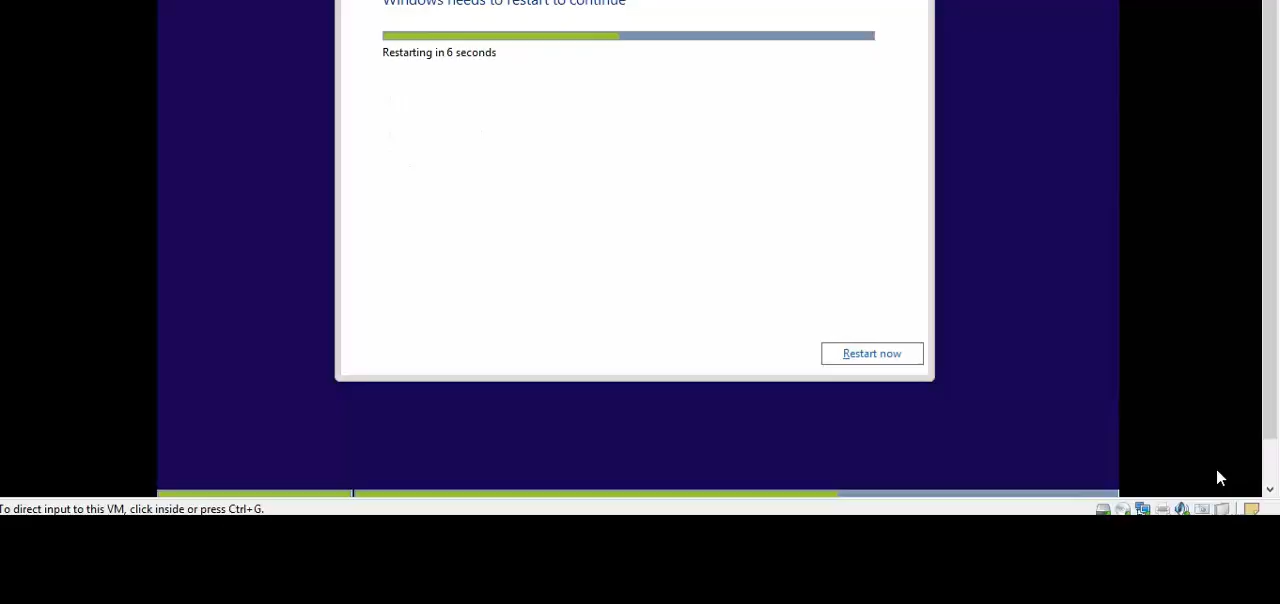 Windows needs to restart to continue
Restarting in 6 seconds
Restart now
To direct input to this VM, click inside or press Ctrl+G.